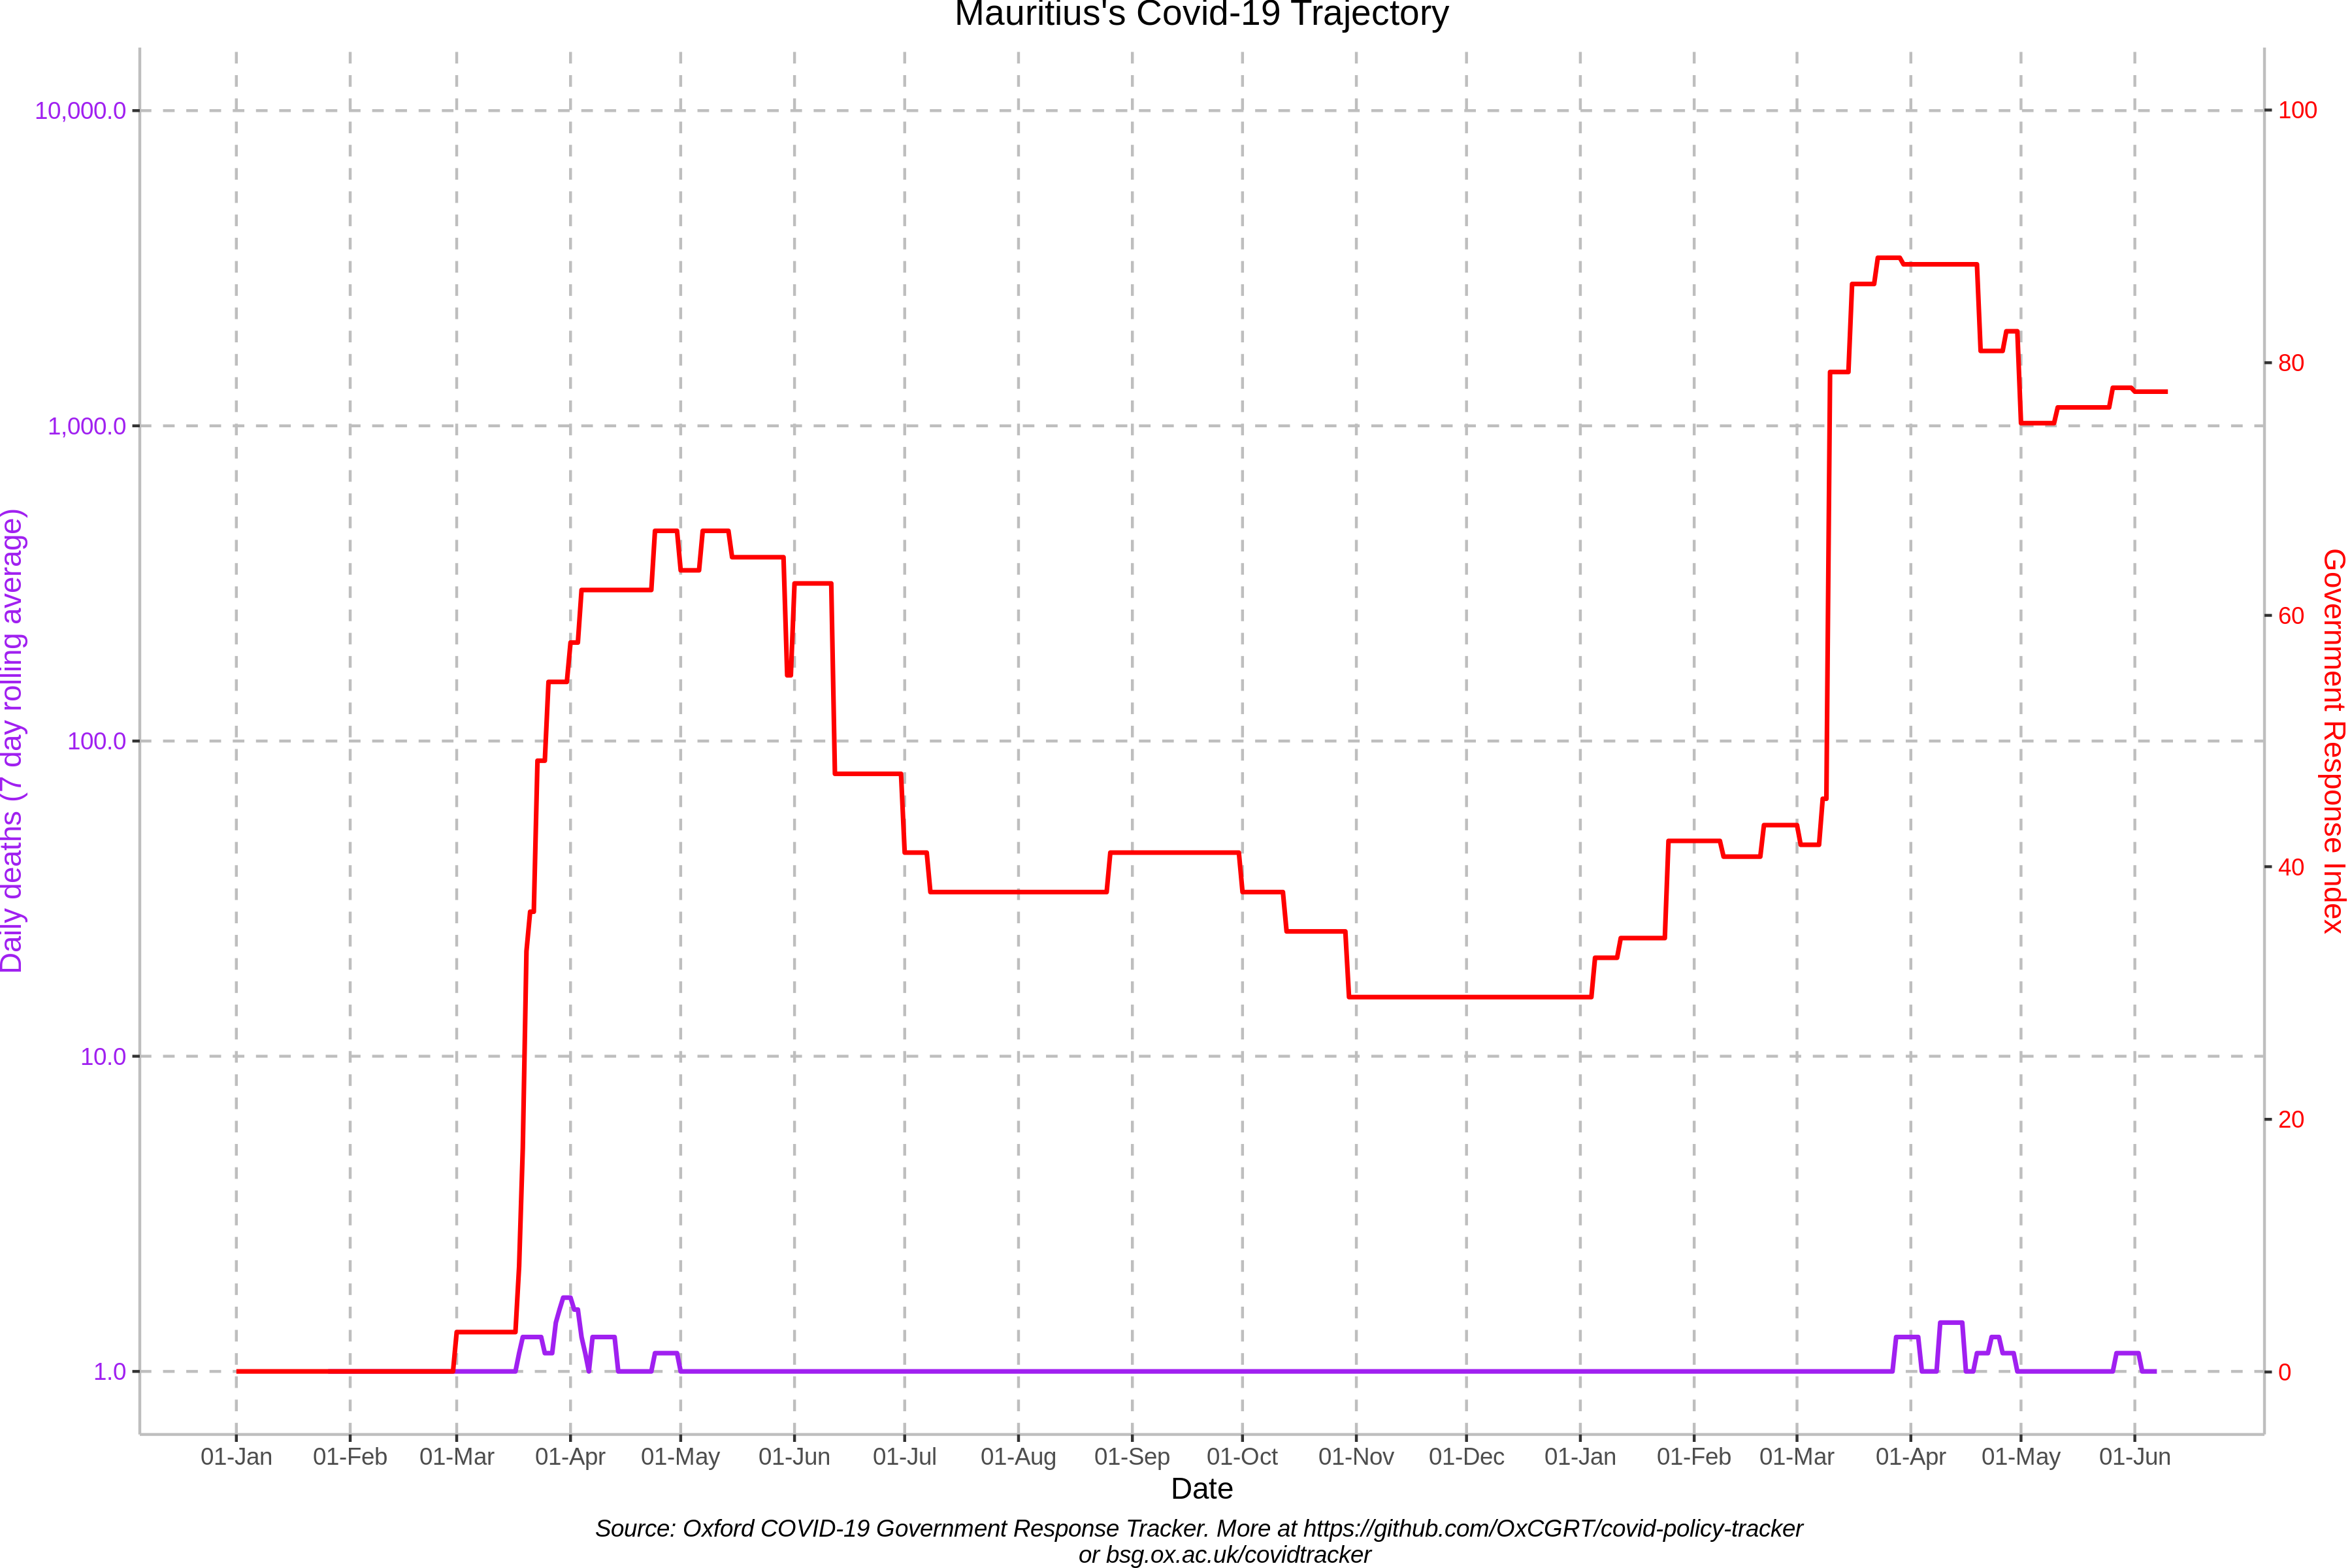 Mauritius's Covid-19 Trajectory
10,000.0
1,000.0
100.0
10.0
1.0
Daily deaths (7 day rolling average)
100
80
60
40
20
0
Government Response Index
01-Jan 01-Feb 01-Mar 01-Apr 01-May 01-Jun 01-Jul 01-Aug 01-Sep 01-Oct 01-Nov 01-Dec 01-Jan 01-Feb 01-Mar 01-Apr 01-May 01-Jun
Date
Source: Oxford COVID-19 Government Response Tracker. More at https://github.com/OxCGRT/covid-policy-tracker
or bsg.ox.ac.uk/covidtracker